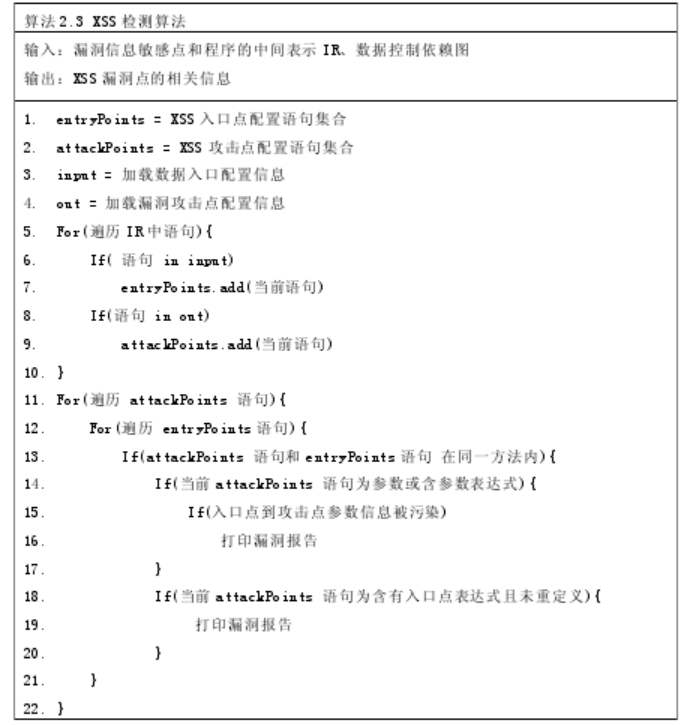 算法 2.3 XSS 检测算法
输入：漏洞信息敏感点和程序的中间表示 IR、数据控制依赖图
输出：XSS 漏洞点的相关信息
1. entryPoints = XSS 入口点配置语句集合
2. attackPoints = XSS 攻击点配置语句集合
3. input = 加载数据入口配置信息
4. out = 加载漏洞攻击点配置信息
5. For(遍历 IR 中语句){
6. If( 语句 in input)
7. entryPoints.add(当前语句)
8. If(语句 in out)
9. attackPoints.add(当前语句)
10. }
11. For(遍历 attackPoints 语句){
12. For(遍历 entryPoints 语句){
13. If(attackPoints 语句和 entryPoints 语句 在同一方法内){
14. If(当前 attackPoints 语句为参数或含参数表达式){
15. If(入口点到攻击点参数信息被污染)
16. 打印漏洞报告
17. }
18. If(当前 attackPoints 语句为含有入口点表达式且未重定义){
19. 打印漏洞报告
20. }
21. }
22. }